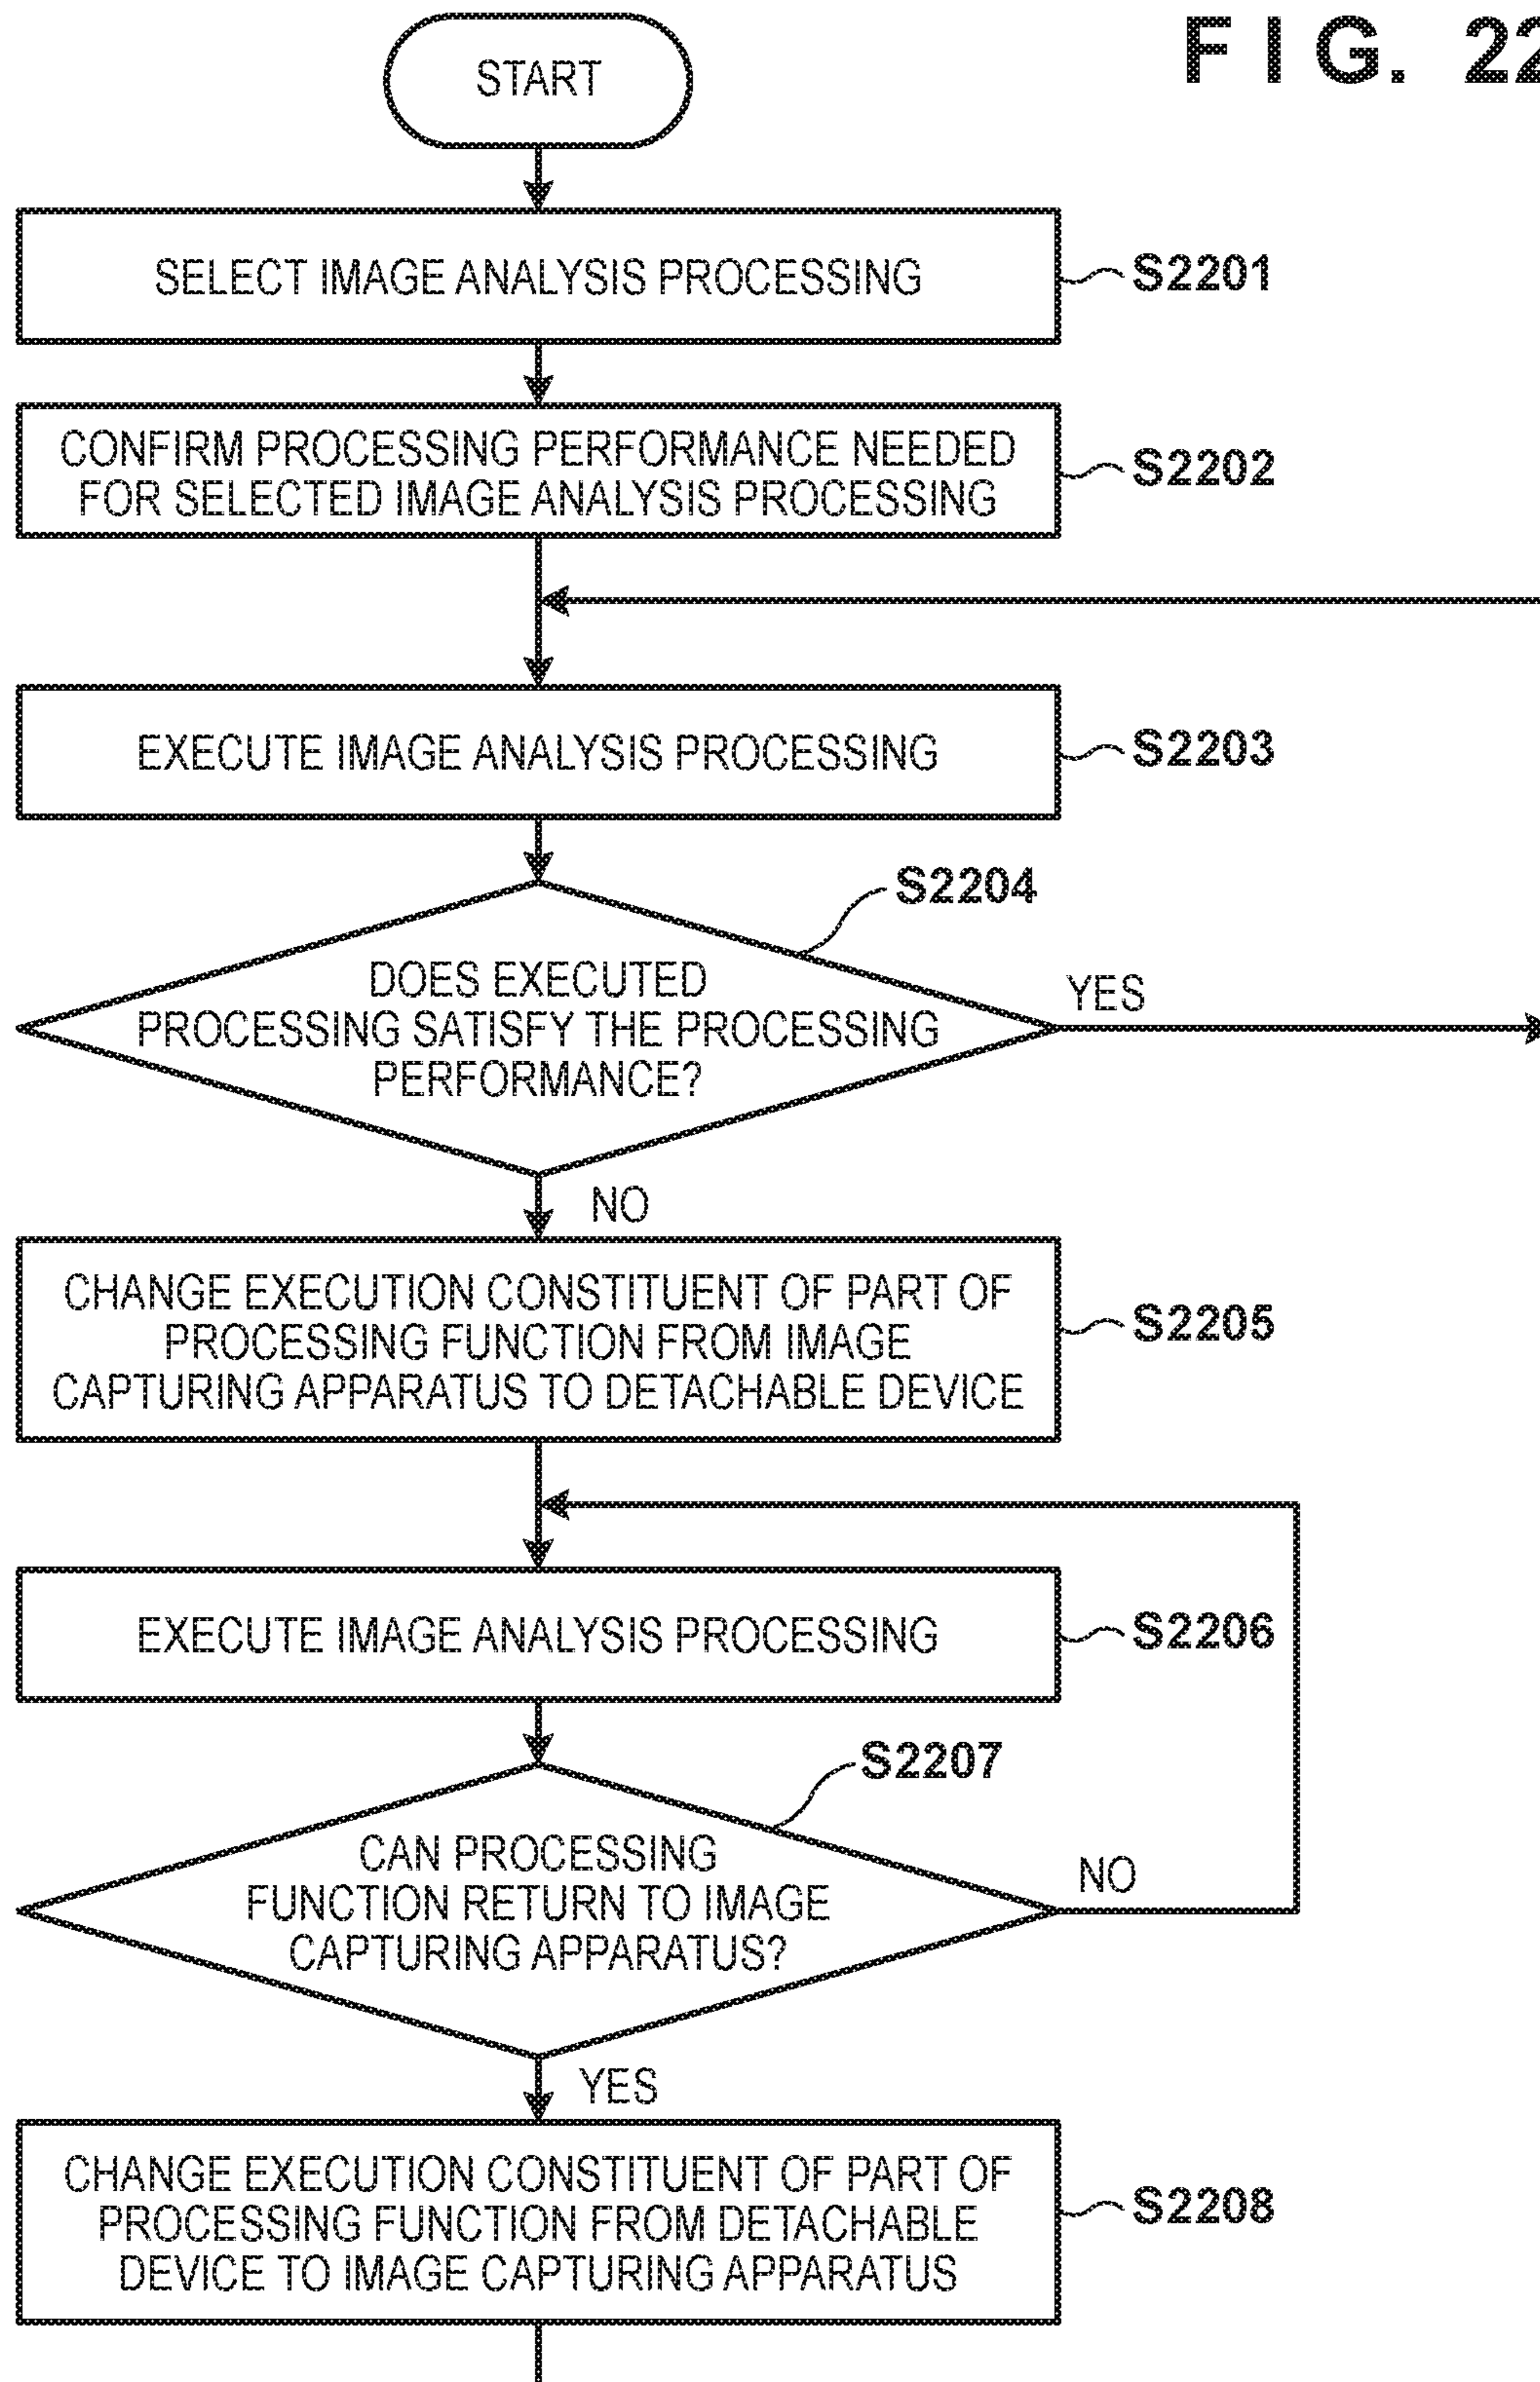 FIG. 22
START
SELECT IMAGE ANALYSIS PROCESSING
S2201
CONFIRM PROCESSING PERFORMANCE NEEDED
FOR SELECTED IMAGE ANALYSIS PROCESSING
S2202
EXECUTE IMAGE ANALYSIS PROCESSING
S2203
S2204
DOES EXECUTED
PROCESSING SATISFY THE PROCESSING
PERFORMANCE?
YES
NO
CHANGE EXECUTION CONSTITUENT OF PART OF
PROCESSING FUNCTION FROM IMAGE
CAPTURING APPARATUS TO DETACHABLE DEVICE
S2205
EXECUTE IMAGE ANALYSIS PROCESSING
S2206
S2207
CAN PROCESSING
FUNCTION RETURN TO IMAGE
CAPTURING APPARATUS?
NO
YES
CHANGE EXECUTION CONSTITUENT OF PART OF
PROCESSING FUNCTION FROM DETACHABLE
DEVICE TO IMAGE CAPTURING APPARATUS
S2208